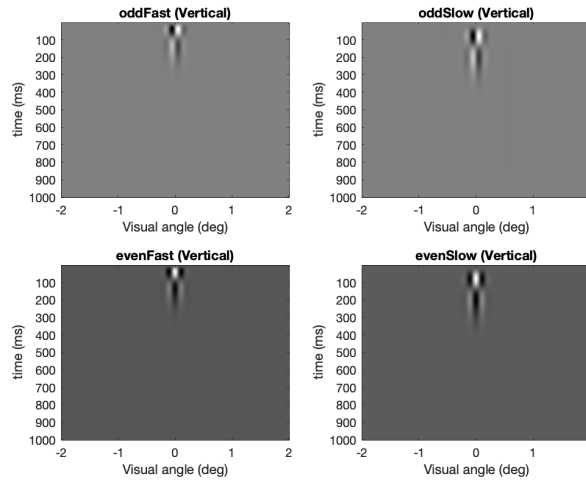 oddFast (Vertical)
time (ms)
100
200
300
400
500
600
700
800
900
1000
-2 -1 0 1 2
Visual angle (deg)
oddSlow (Vertical)
time (ms)
100
200
300
400
500
600
700
800
900
1000
-2 -1 0 1
Visual angle (deg)
evenFast (Vertical)
time (ms)
100
200
300
400
500
600
700
800
900
1000
-2 -1 0 1 2
Visual angle (deg)
evenSlow (Vertical)
time (ms)
100
200
300
400
500
600
700
800
900
1000
-2 -1 0 1
Visual angle (deg)